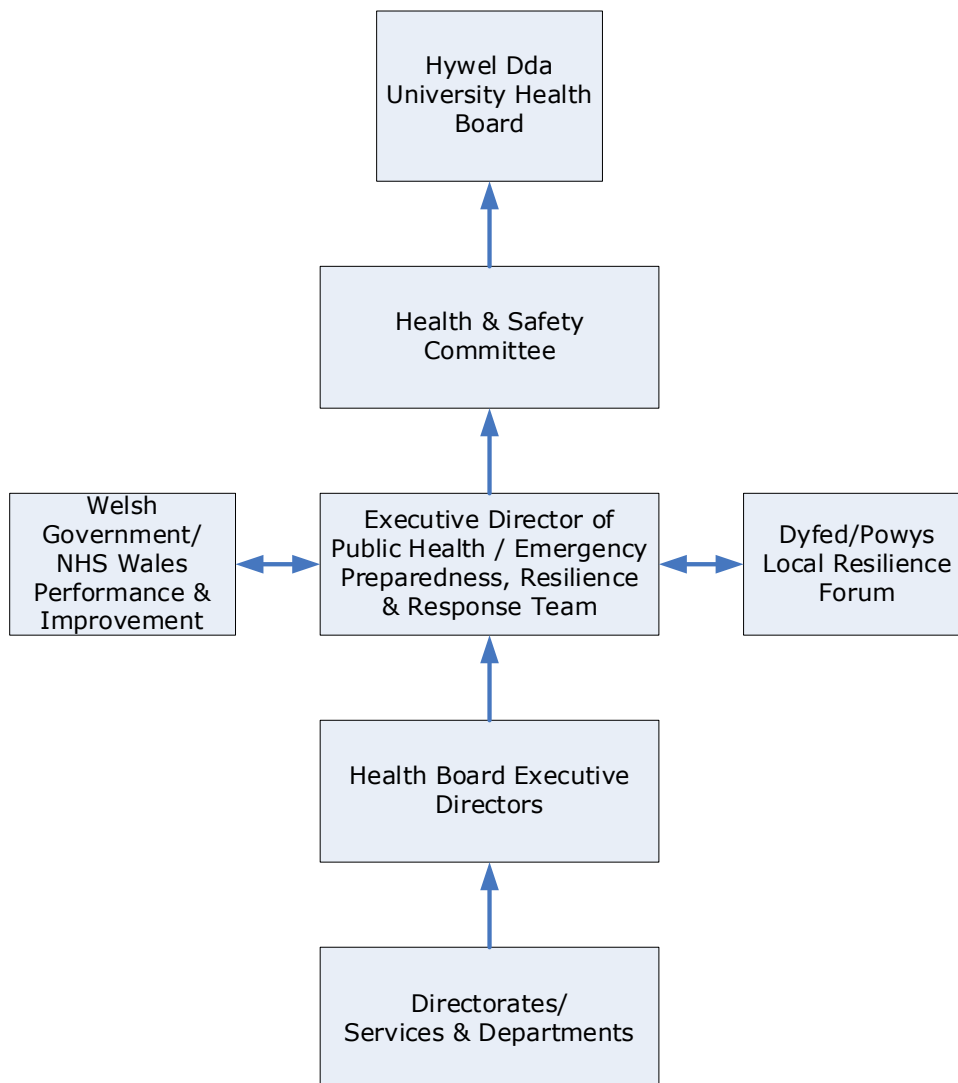 Hywel Dda
University Health
Board
Health & Safety
Committee
Welsh
Government/
NHS Wales
Performance &
Improvement
Executive Director of
Public Health / Emergency
Preparedness, Resilience
& Response Team
Dyfed/Powys
Local Resilience
Forum
Health Board Executive
Directors
Directorates/
Services & Departments